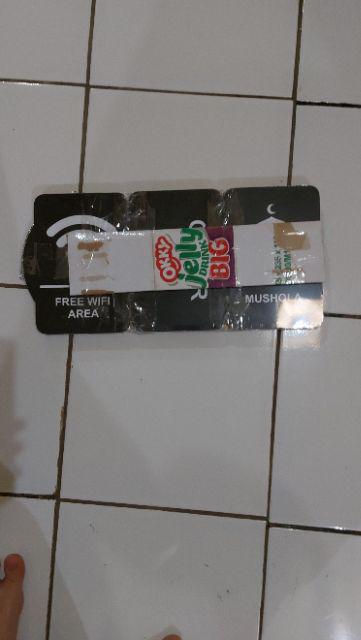 FREE WIFI
AREA
OKKY
jelly
DRINK
BIG
MUSHOLA